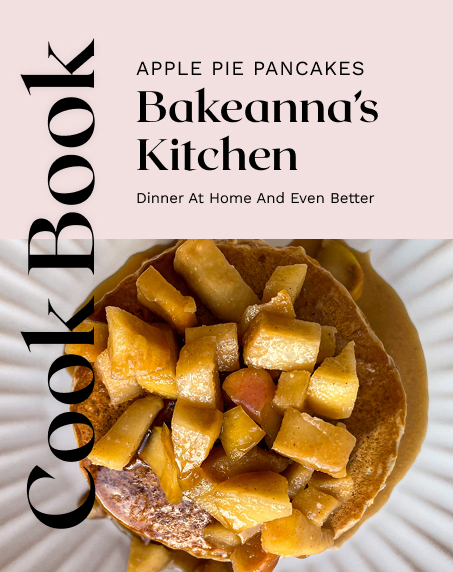 Cook Book
APPLE PIE PANCAKES
Bakeanna's
Kitchen
Dinner At Home And Even Better